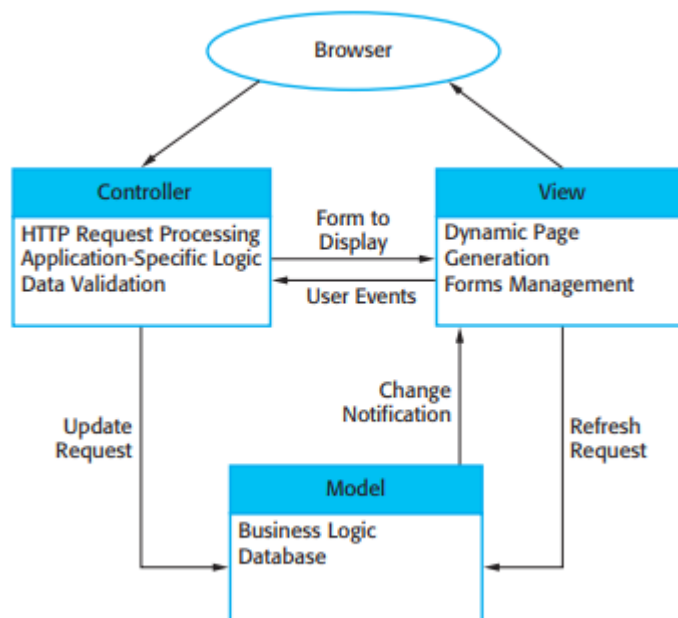 Browser
Controller
HTTP Request Processing
Application-Specific Logic
Data Validation
Form to
Display
User Events
View
Dynamic Page
Generation
Forms Management
Update
Request
Change
Notification
Refresh
Request
Model
Business Logic
Database